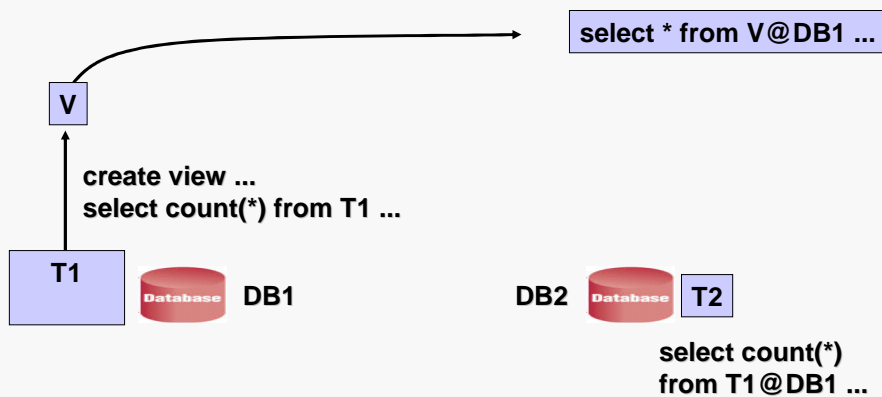 select * from V@DB1 ...
V
create view ...
select count(*) from T1 ...
T1
Database
DB1
DB2
Database
T2
select count(*)
from T1@DB1 ...